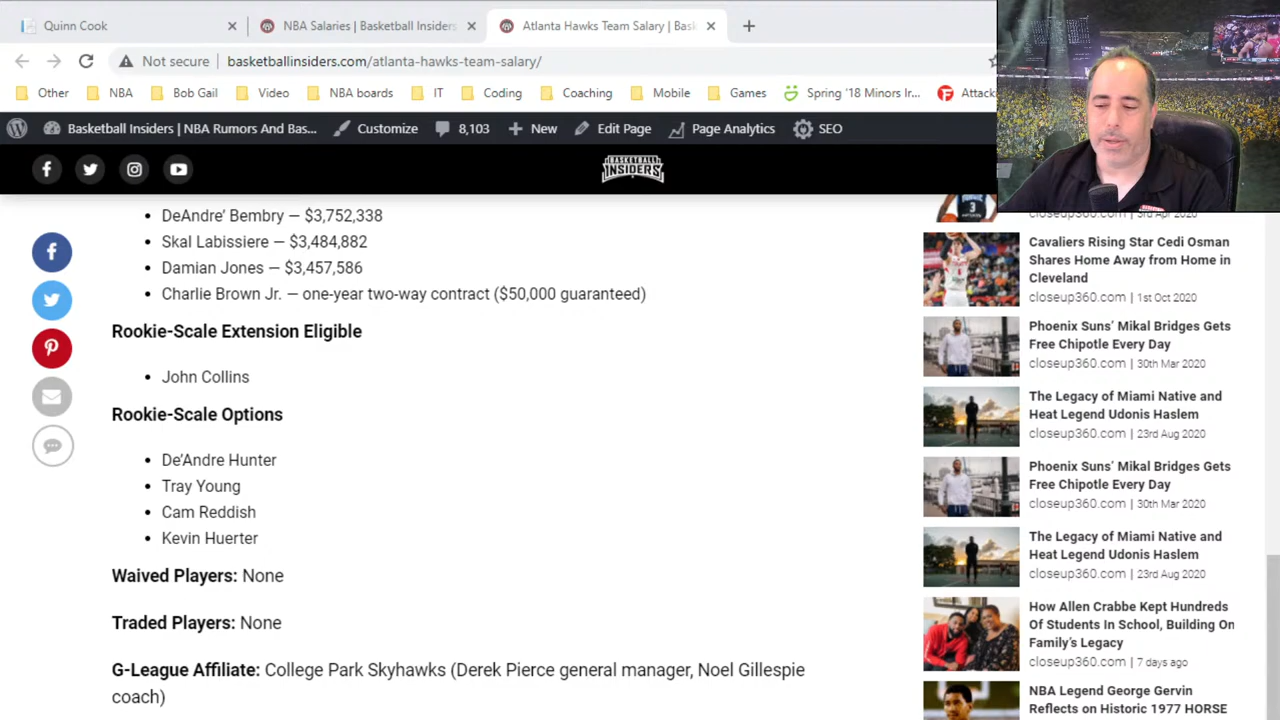 Quinn Cook
NBA Salaries | Basketball Insiders
Atlanta Hawks Team Salary | Bask
Not secure
basketballinsiders.com/atlanta-hawks-team-salary/
Other
NBA
Bob Gail
Video
NBA Boards
IT
Coding
Coaching
Mobile
Games
Spring '18 Minors Ir...
Attack
Basketball Insiders | NBA Rumors And Bas...
Customize
8,103
New
Edit Page
Page Analytics
SEO
BASKETBALL
INSIDERS
• DeAndre' Bembry — $3,752,338
• Skal Labissiere — $3,484,882
• Damian Jones — $3,457,586
• Charlie Brown Jr. — one-year two-way contract ($50,000 guaranteed)
Rookie-Scale Extension Eligible
• John Collins
Rookie-Scale Options
• De'Andre Hunter
• Tray Young
• Cam Reddish
• Kevin Huerter
Waived Players: None
Traded Players: None
G-League Affiliate: College Park Skyhawks (Derek Pierce general manager, Noel Gillespie
coach)
closeup360.com | 3rd Apr 2020
Cavaliers Rising Star Cedi Osman
Shares Home Away from Home in
Cleveland
closeup360.com | 1st Oct 2020
Phoenix Suns' Mikal Bridges Gets
Free Chipotle Every Day
closeup360.com | 30th Mar 2020
The Legacy of Miami Native and
Heat Legend Udonis Haslem
closeup360.com | 23rd Aug 2020
Phoenix Suns' Mikal Bridges Gets
Free Chipotle Every Day
closeup360.com | 30th Mar 2020
The Legacy of Miami Native and
Heat Legend Udonis Haslem
closeup360.com | 23rd Aug 2020
How Allen Crabbe Kept Hundreds
Of Students In School, Building On
Family's Legacy
closeup360.com | 7 days ago
NBA Legend George Gervin
Reflects on Historic 1977 HORSE